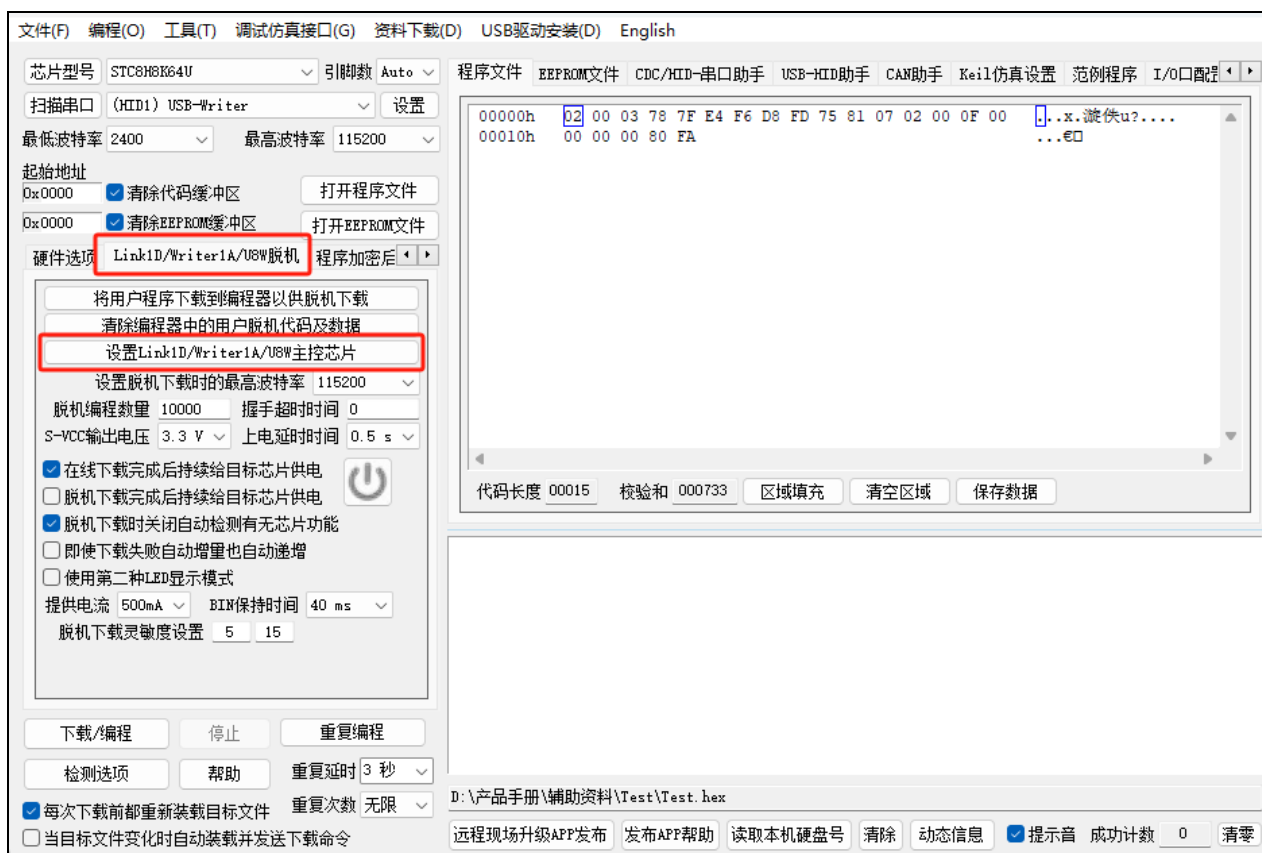 文件(F) 编程(O) 工具(T) 调试仿真接口(G) 资料下载(D) USB驱动安装(D) English
芯片型号 STC8H8K64U 引脚数 Auto
扫描串口 (HID1) USB-Writer 设置
最低波特率 2400 最高波特率 115200
起始地址
0x0000 清除代码缓冲区 打开程序文件
0x0000 清除EEPROM缓冲区 打开EEPROM文件
硬件选项 Link1D/Writer1A/U8W脱机 程序加密后
将用户程序下载到编程器以供脱机下载
清除编程器中的用户脱机代码及数据
设置Link1D/Writer1A/U8W主控芯片
设置脱机下载时的最高波特率 115200
脱机编程数量 10000 握手超时时间 0
S-VCC输出电压 3.3 V 上电延时时间 0.5 s
在线下载完成后持续给目标芯片供电
脱机下载完成后持续给目标芯片供电
脱机下载时关闭自动检测有无芯片功能
即使下载失败自动增量也自动递增
使用第二种LED显示模式
提供电流 500mA BIN保持时间 40 ms
脱机下载灵敏度设置 5 15
下载/编程 停止 重复编程
检测选项 帮助 重复延时 3 秒
每次下载前都重新装载目标文件 重复次数 无限
当目标文件变化时自动装载并发送下载命令
程序文件 EEPROM文件 CDC/HID-串口助手 USB-HID助手 CAN助手 Keil仿真设置 范例程序 I/O口配
00000h 02 00 03 78 7F E4 F6 D8 FD 75 81 07 02 00 0F 00 ...x.漩佚u?....
00010h 00 00 00 80 FA ...€□
代码长度 00015 校验和 000733 区域填充 清空区域 保存数据
D:\产品手册\辅助资料\Test\Test.hex
远程现场升级APP发布 发布APP帮助 读取本机硬盘号 清除 动态信息 提示音 成功计数 0 清零